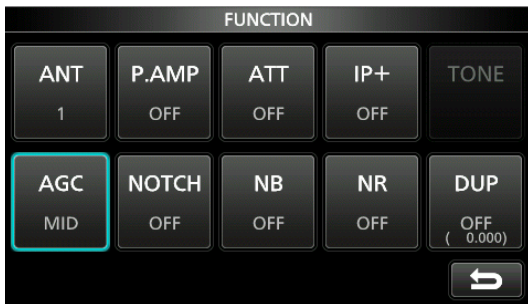 FUNCTION
ANT P.AMP ATT IP+ TONE
1 OFF OFF OFF
AGC NOTCH NB NR DUP
MID OFF OFF OFF OFF
( 0.000)